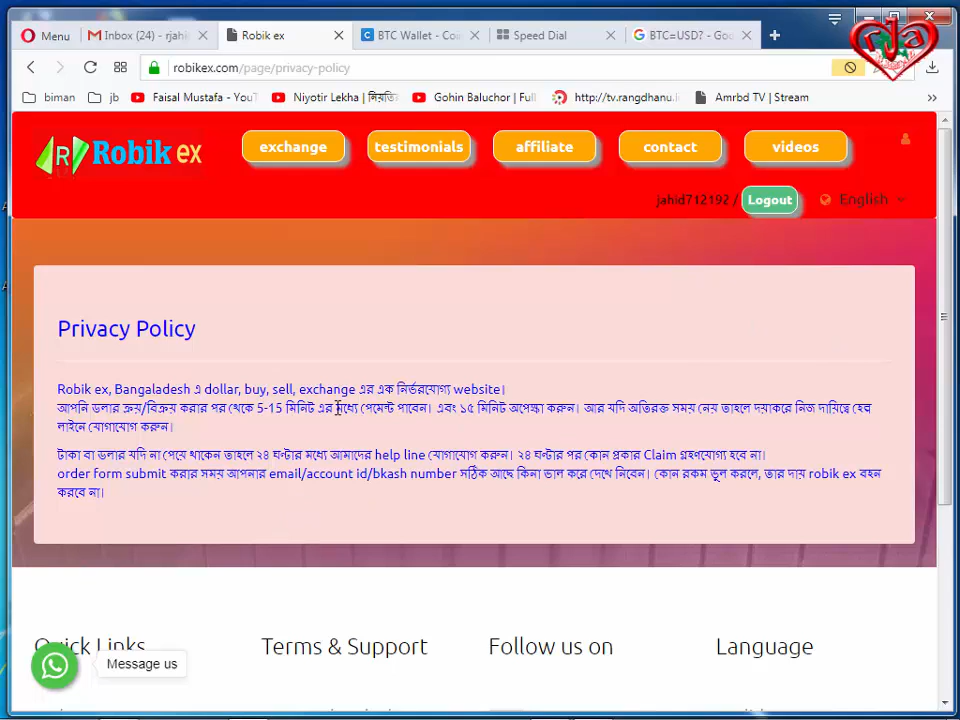 Menu
Inbox (24) - rjahi
Robik ex
BTC Wallet - Coi
Speed Dial
BTC=USD? - Goo
robikex.com/page/privacy-policy
biman
jb
Faisal Mustafa - YouT
Niyotir Lekha | নিয়তি
Gohin Baluchor | Full
http://tv.rangdhanu.li
Amrbd TV | Stream
Robik ex
exchange
testimonials
affiliate
contact
videos
jahid712192 / Logout
English
Privacy Policy
Robik ex, Bangaladesh এ dollar, buy, sell, exchange এর এক নির্ভরযোগ্য website।
আপনি ডলার ক্রয়/বিক্রয় করার পর থেকে 5-15 মিনিট এর মধ্যে পেমেন্ট পাবেন। এবং ১৫ মিনিট অপেক্ষা করুন। আর যদি অতিরক্ত সময় নেয় তাহলে দয়াকরে নিজ দায়িত্বে হেল্প
লাইনে যোগাযোগ করুন।
টাকা বা ডলার যদি না পেয়ে থাকেন তাহলে ২৪ ঘণ্টার মধ্যে আমাদের help line যোগাযোগ করুন। ২৪ ঘণ্টার পর কোন প্রকার Claim গ্রহণযোগ্য হবে না।
order form submit করার সময় আপনার email/account id/bkash number সঠিক আছে কিনা ভাল করে দেখে নিবেন। কোন রকম ভুল করলে, তার দায় robik ex বহন
করবে না।
Quick Links
Terms & Support
Follow us on
Language
Message us